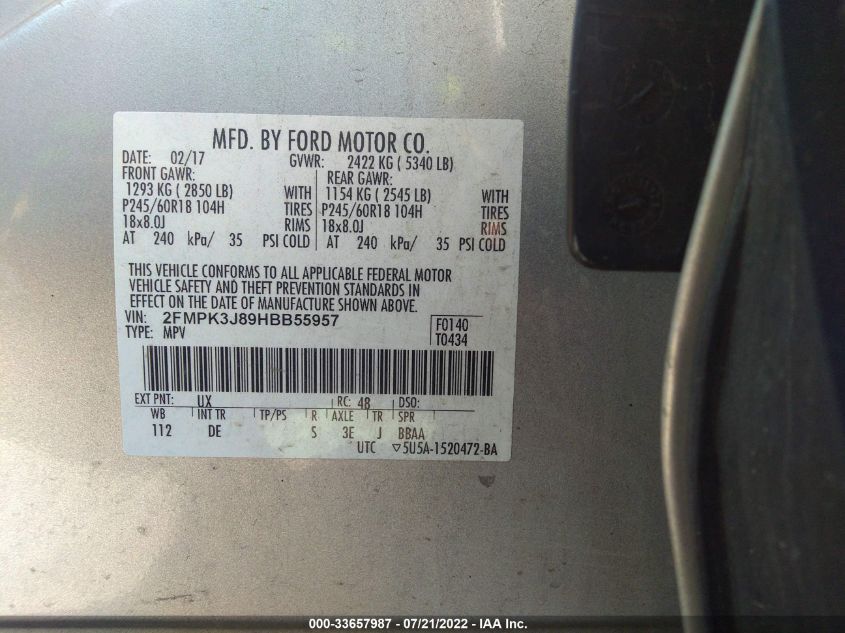 MFD. BY FORD MOTOR CO.
DATE: 02/17 GVWR: 2422 KG ( 5340 LB)
FRONT GAWR: REAR GAWR:
1293 KG ( 2850 LB) WITH 1154 KG ( 2545 LB) WITH
P245/60R18 104H TIRES P245/60R18 104H TIRES
18x8.0J RIMS 18x8.0J RIMS
AT 240 kPa/ 35 PSI COLD AT 240 kPa/ 35 PSI COLD
THIS VEHICLE CONFORMS TO ALL APPLICABLE FEDERAL MOTOR
VEHICLE SAFETY AND THEFT PREVENTION STANDARDS IN
EFFECT ON THE DATE OF MANUFACTURE SHOWN ABOVE.
VIN: 2FMPK3J89HBB55957 F0140
TYPE: MPV T0434
EXT PNT: UX RC: 48 DSO:
WB INT TR TP/PS R AXLE TR SPR
112 DE S 3E J BBAA
UTC ▽5U5A-1520472-BA
000-33657987 - 07/21/2022 - IAA Inc.